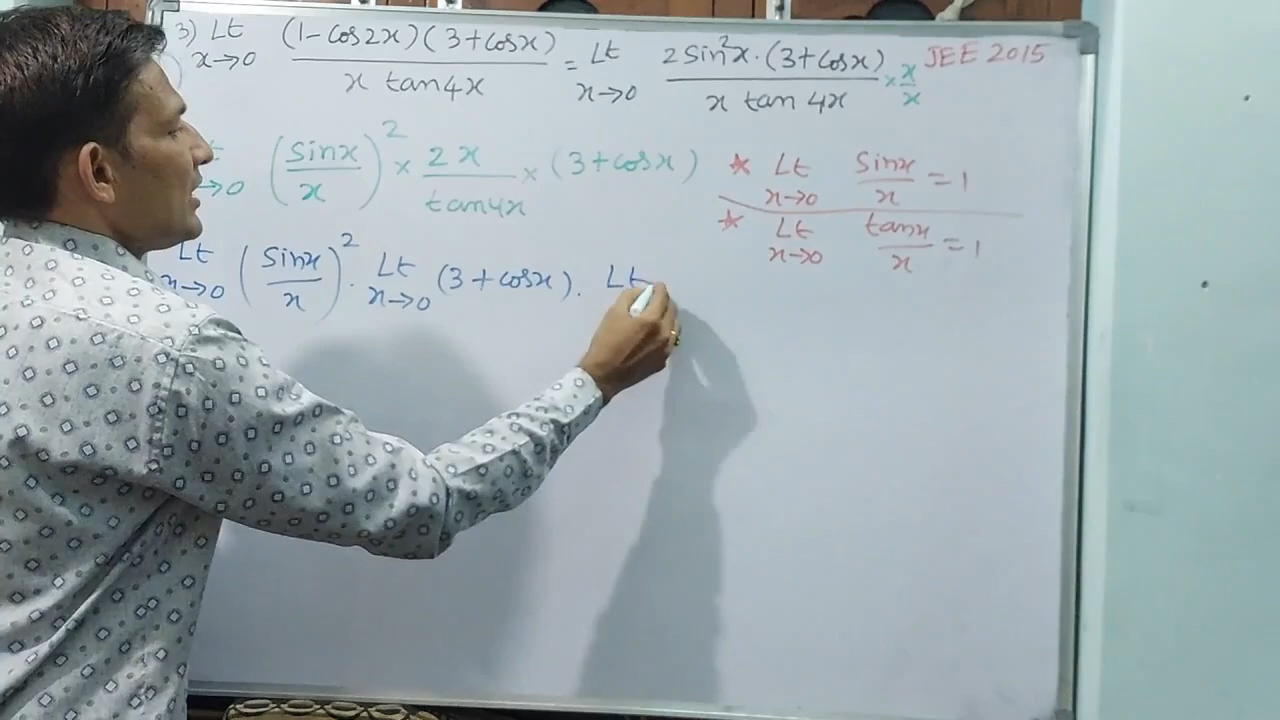 3) Lt x→0 (1-cos2x)(3+cosx) / x tan4x = Lt x→0 2sin²x.(3+cosx) / x tan 4x × x/x JEE 2015
t →0 (sinx/x)² × 2x/tan4x × (3+cosx)
* Lt x→0 sinx/x = 1
* Lt x→0 tanx/x = 1
Lt x→0 (sinx/x)². Lt x→0 (3+cosx). Lt